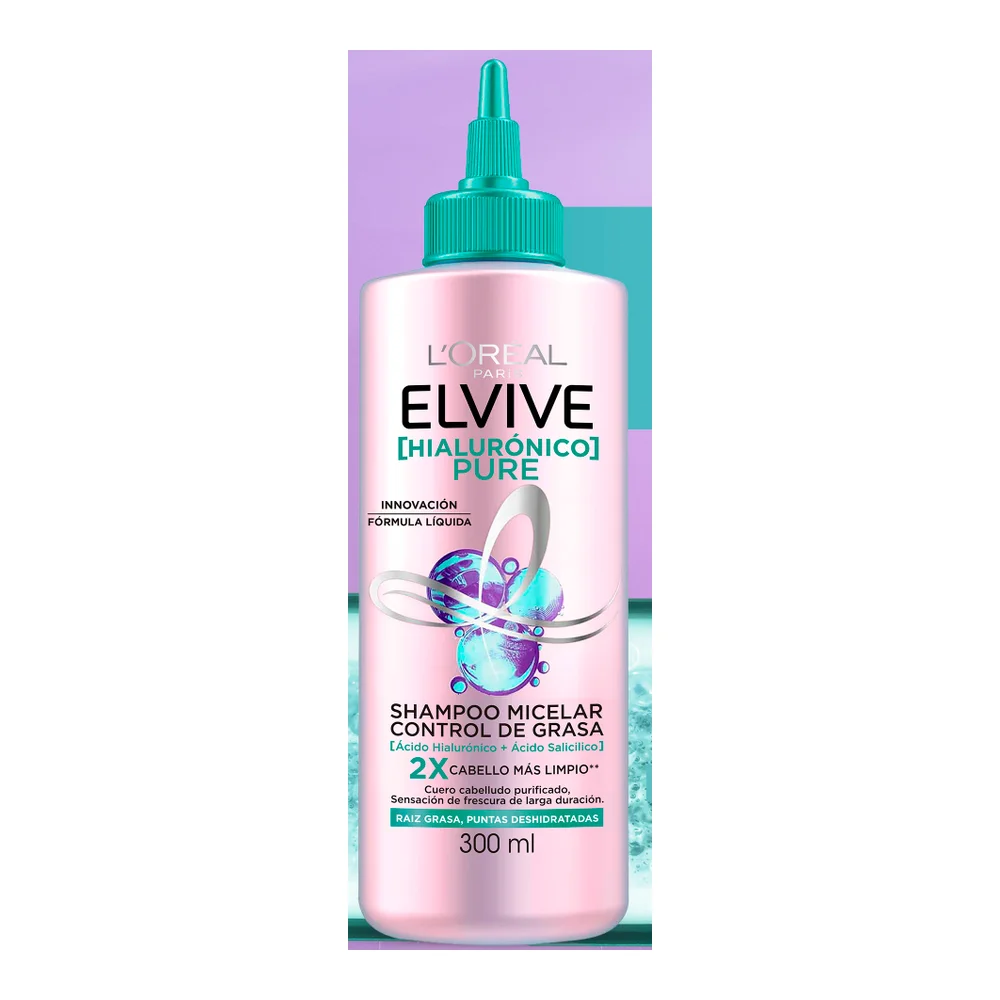 L'ORÉAL
PARIS
ELVIVE
[HIALURÓNICO]
PURE
INNOVACIÓN
FÓRMULA LÍQUIDA
SHAMPOO MICELAR
CONTROL DE GRASA
[Ácido Hialurónico + Ácido Salicilico]
2X CABELLO MÁS LIMPIO**
Cuero cabelludo purificado,
Sensación de frescura de larga duración.
RAIZ GRASA, PUNTAS DESHIDRATADAS
300 ml